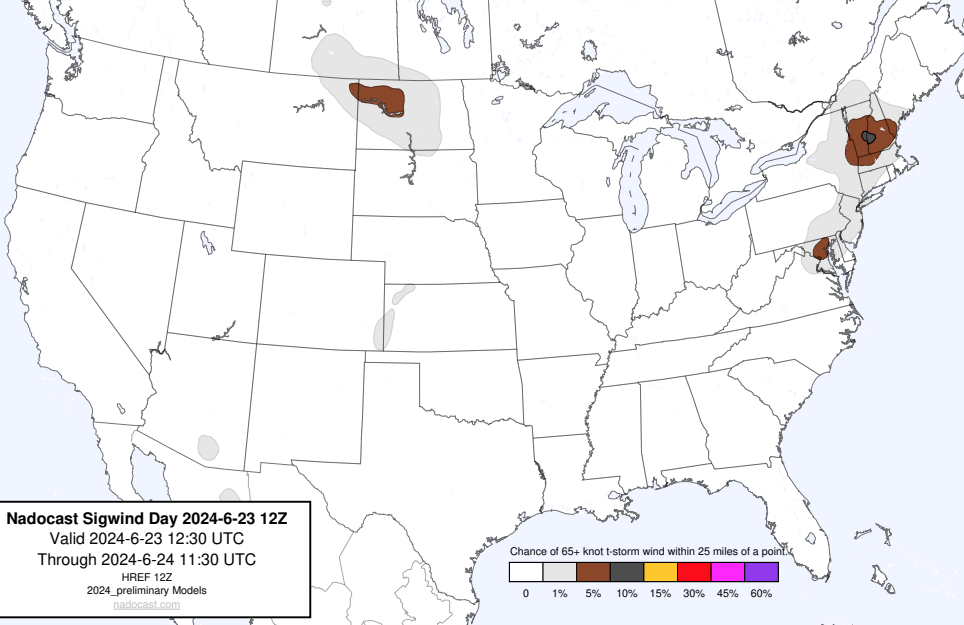 Nadocast Sigwind Day 2024-6-23 12Z
Valid 2024-6-23 12:30 UTC
Through 2024-6-24 11:30 UTC
HREF 12Z
2024_preliminary Models
nadocast.com
Chance of 65+ knot t-storm wind within 25 miles of a point.
0 1% 5% 10% 15% 30% 45% 60%